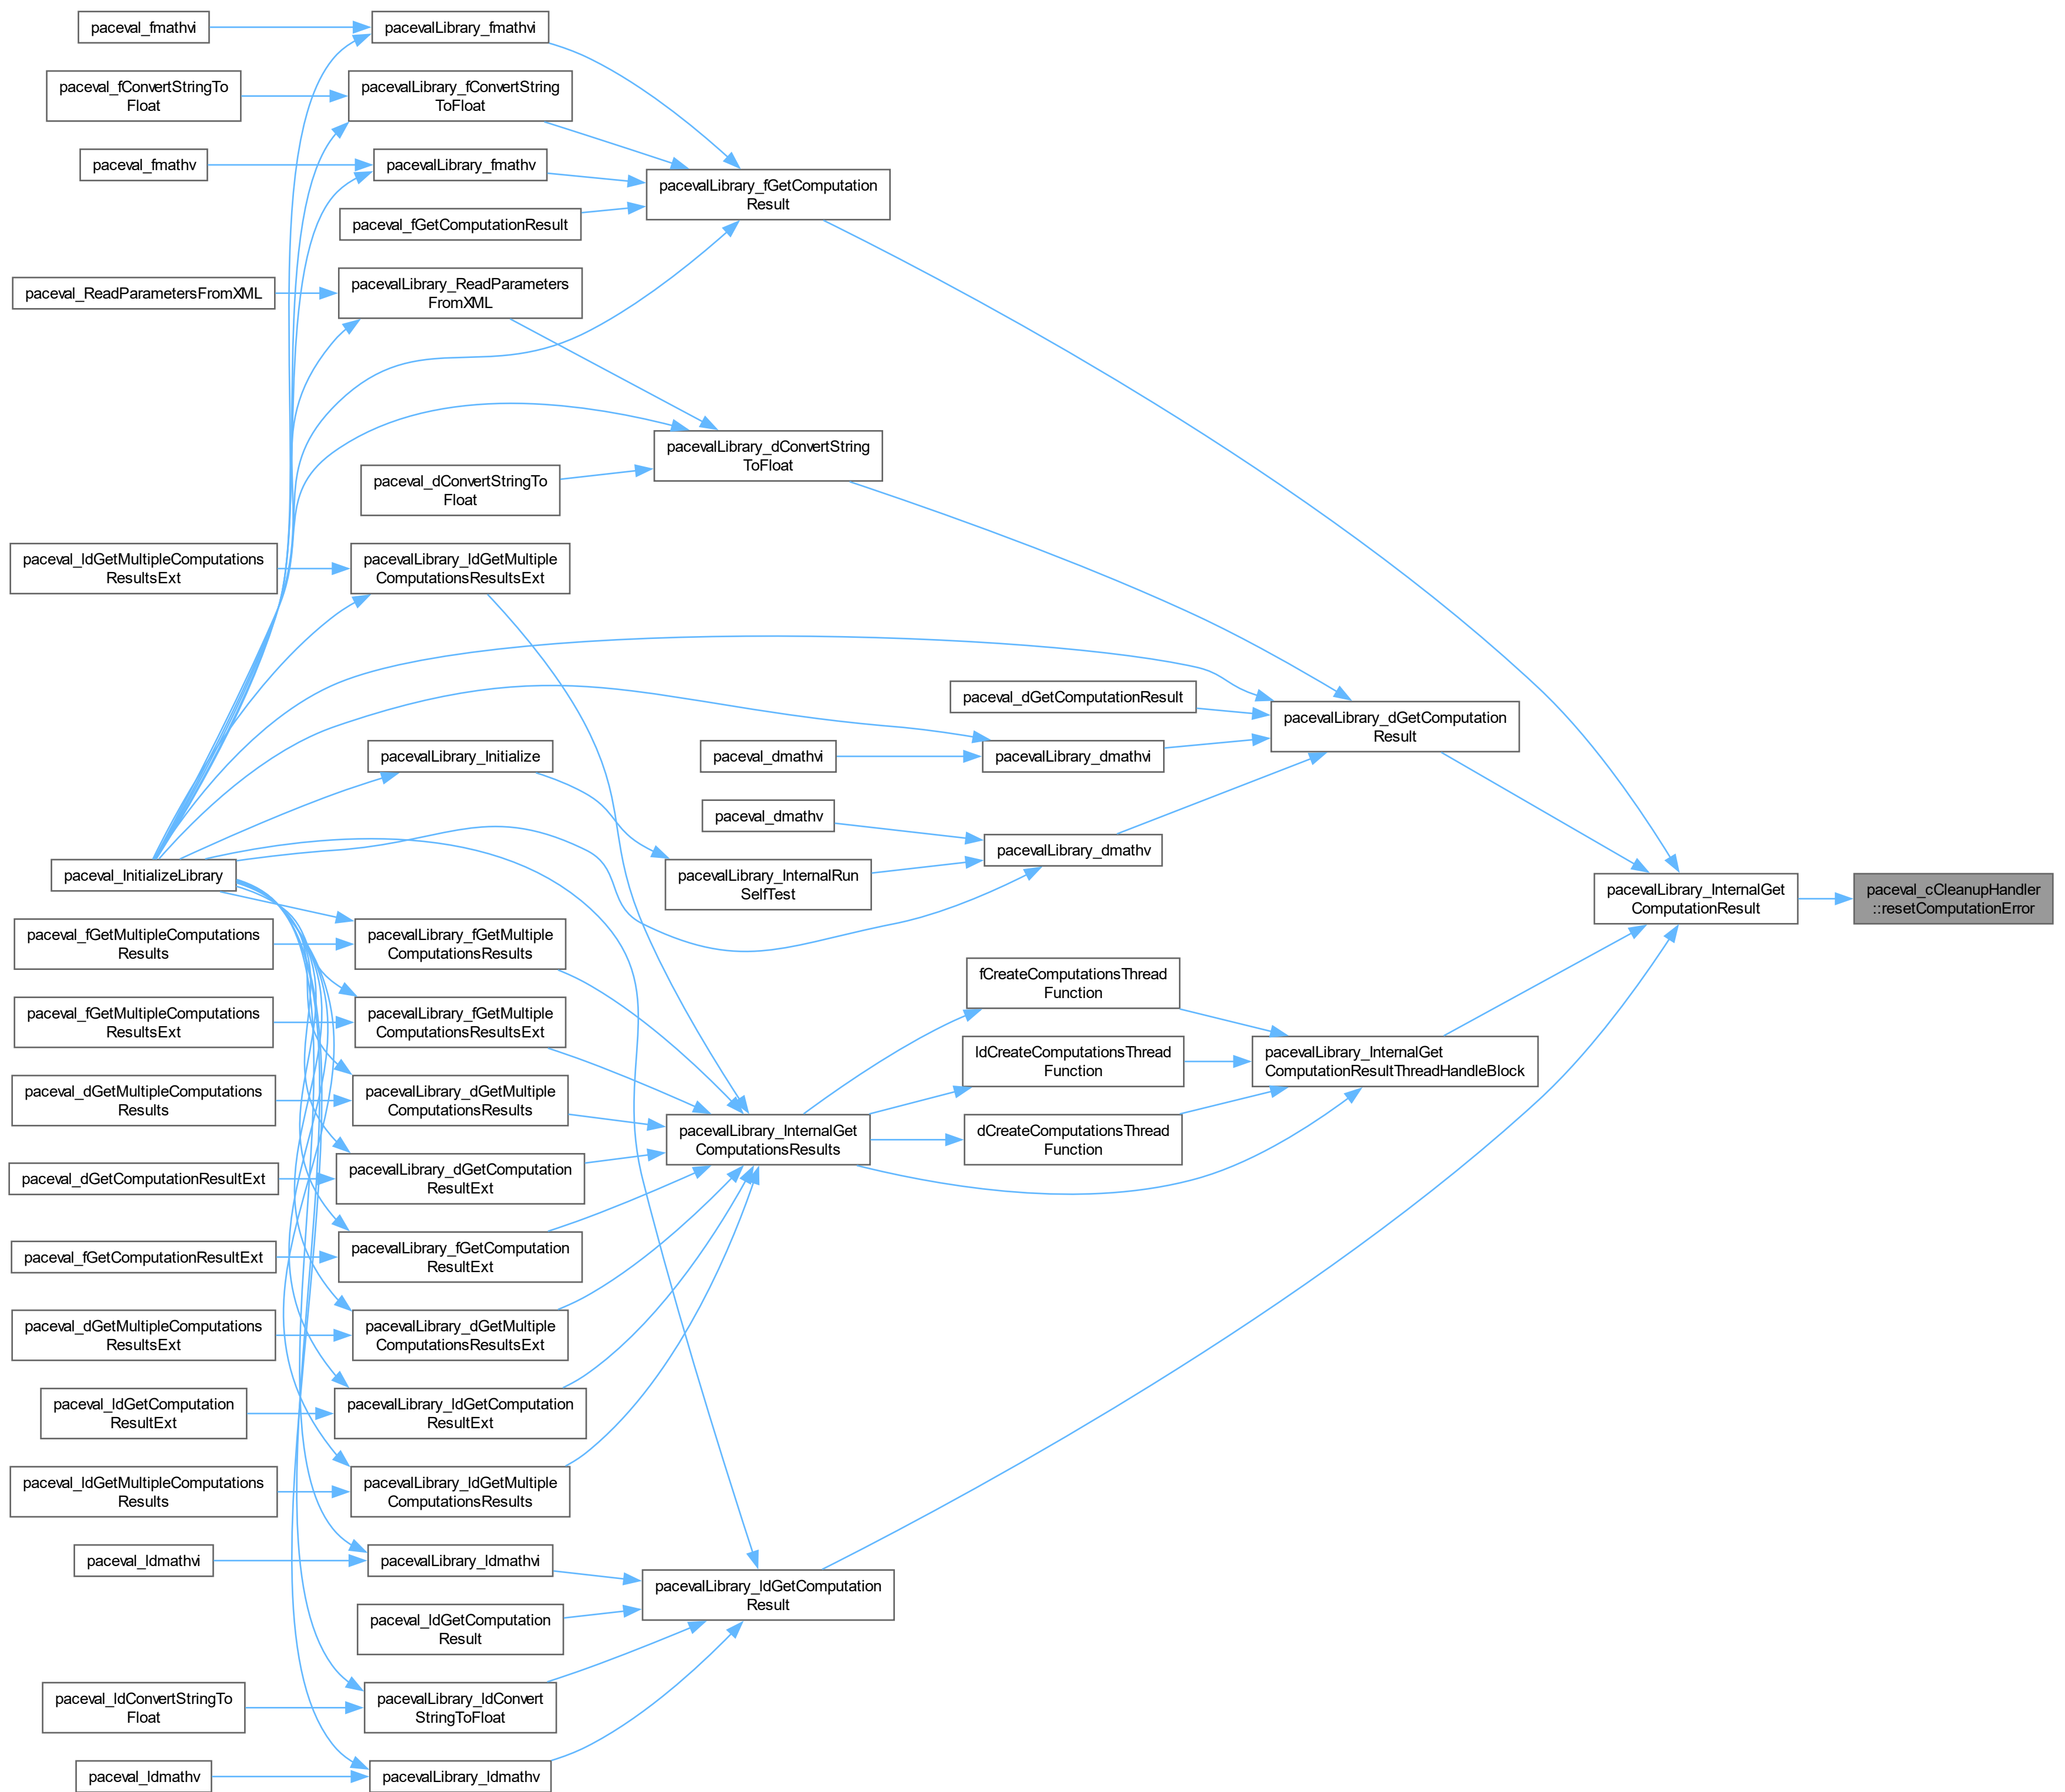 paceval_fmathvi
pacevalLibrary_fmathvi
paceval_fConvertStringTo
Float
pacevalLibrary_fConvertString
ToFloat
paceval_fmathv
pacevalLibrary_fmathv
pacevalLibrary_fGetComputation
Result
paceval_fGetComputationResult
paceval_ReadParametersFromXML
pacevalLibrary_ReadParameters
FromXML
pacevalLibrary_dConvertString
ToFloat
paceval_dConvertStringTo
Float
paceval_ldGetMultipleComputations
ResultsExt
pacevalLibrary_ldGetMultiple
ComputationsResultsExt
paceval_dGetComputationResult
pacevalLibrary_dGetComputation
Result
pacevalLibrary_Initialize
paceval_dmathvi
pacevalLibrary_dmathvi
paceval_dmathv
pacevalLibrary_dmathv
paceval_InitializeLibrary
pacevalLibrary_InternalRun
SelfTest
pacevalLibrary_InternalGet
ComputationResult
paceval_cCleanupHandler
::resetComputationError
paceval_fGetMultipleComputations
Results
pacevalLibrary_fGetMultiple
ComputationsResults
fCreateComputationsThread
Function
paceval_fGetMultipleComputations
ResultsExt
pacevalLibrary_fGetMultiple
ComputationsResultsExt
ldCreateComputationsThread
Function
pacevalLibrary_InternalGet
ComputationResultThreadHandleBlock
paceval_dGetMultipleComputations
Results
pacevalLibrary_dGetMultiple
ComputationsResults
pacevalLibrary_InternalGet
ComputationsResults
dCreateComputationsThread
Function
paceval_dGetComputationResultExt
pacevalLibrary_dGetComputation
ResultExt
paceval_fGetComputationResultExt
pacevalLibrary_fGetComputation
ResultExt
paceval_dGetMultipleComputations
ResultsExt
pacevalLibrary_dGetMultiple
ComputationsResultsExt
paceval_ldGetComputation
ResultExt
pacevalLibrary_ldGetComputation
ResultExt
paceval_ldGetMultipleComputations
Results
pacevalLibrary_ldGetMultiple
ComputationsResults
paceval_ldmathvi
pacevalLibrary_ldmathvi
pacevalLibrary_ldGetComputation
Result
paceval_ldGetComputation
Result
paceval_ldConvertStringTo
Float
pacevalLibrary_ldConvert
StringToFloat
paceval_ldmathv
pacevalLibrary_ldmathv